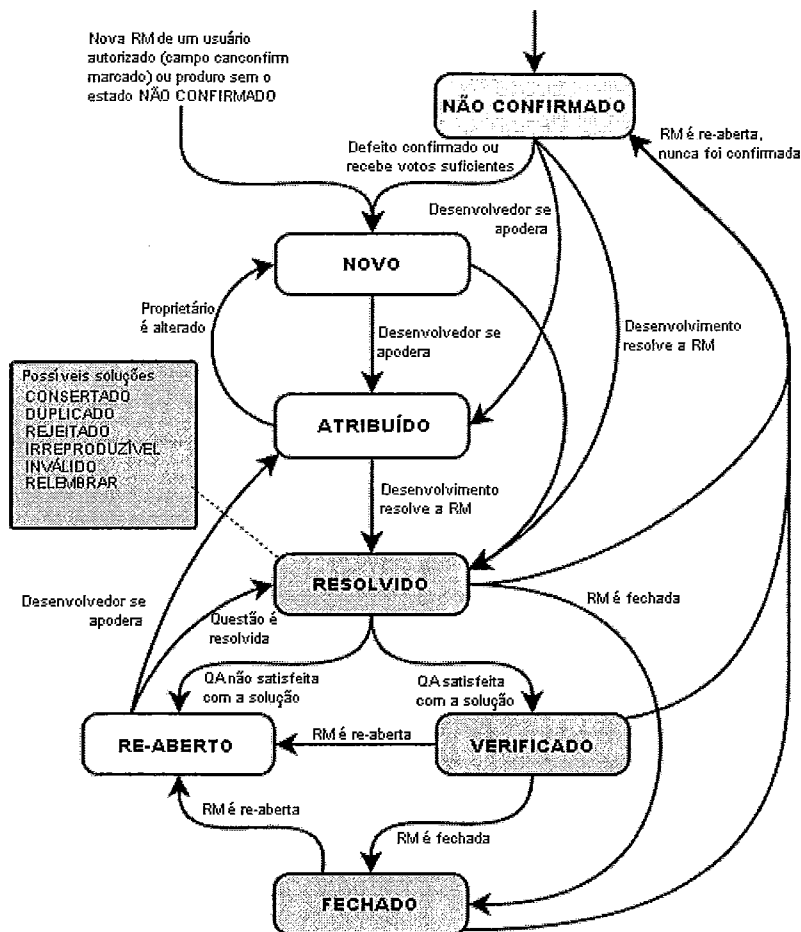 Nova RM de um usuário
autorizado (campo canconfirm
marcado) ou produro sem o
estado NÃO CONFIRMADO
NÃO CONFIRMADO
RM é re-aberta,
nunca foi confirmada
Defeito confirmado ou
recebe votos suficientes
Desenvolvedor se
apodera
NOVO
Proprietário
é alterado
Desenvolvedor se
apodera
Desenvolvimento
resolve a RM
Possíveis soluções
CONSERTADO
DUPLICADO
REJEITADO
IRREPRODUZÍVEL
INVÁLIDO
RELEMBRAR
ATRIBUÍDO
Desenvolvimento
resolve a RM
RESOLVIDO
Desenvolvedor se
apodera
Questão é
resolvida
RM é fechada
QA não satisfeita
com a solução
QA satisfeita
com a solução
RE-ABERTO
RM é re-aberta
VERIFICADO
RM é re-aberta
RM é fechada
FECHADO